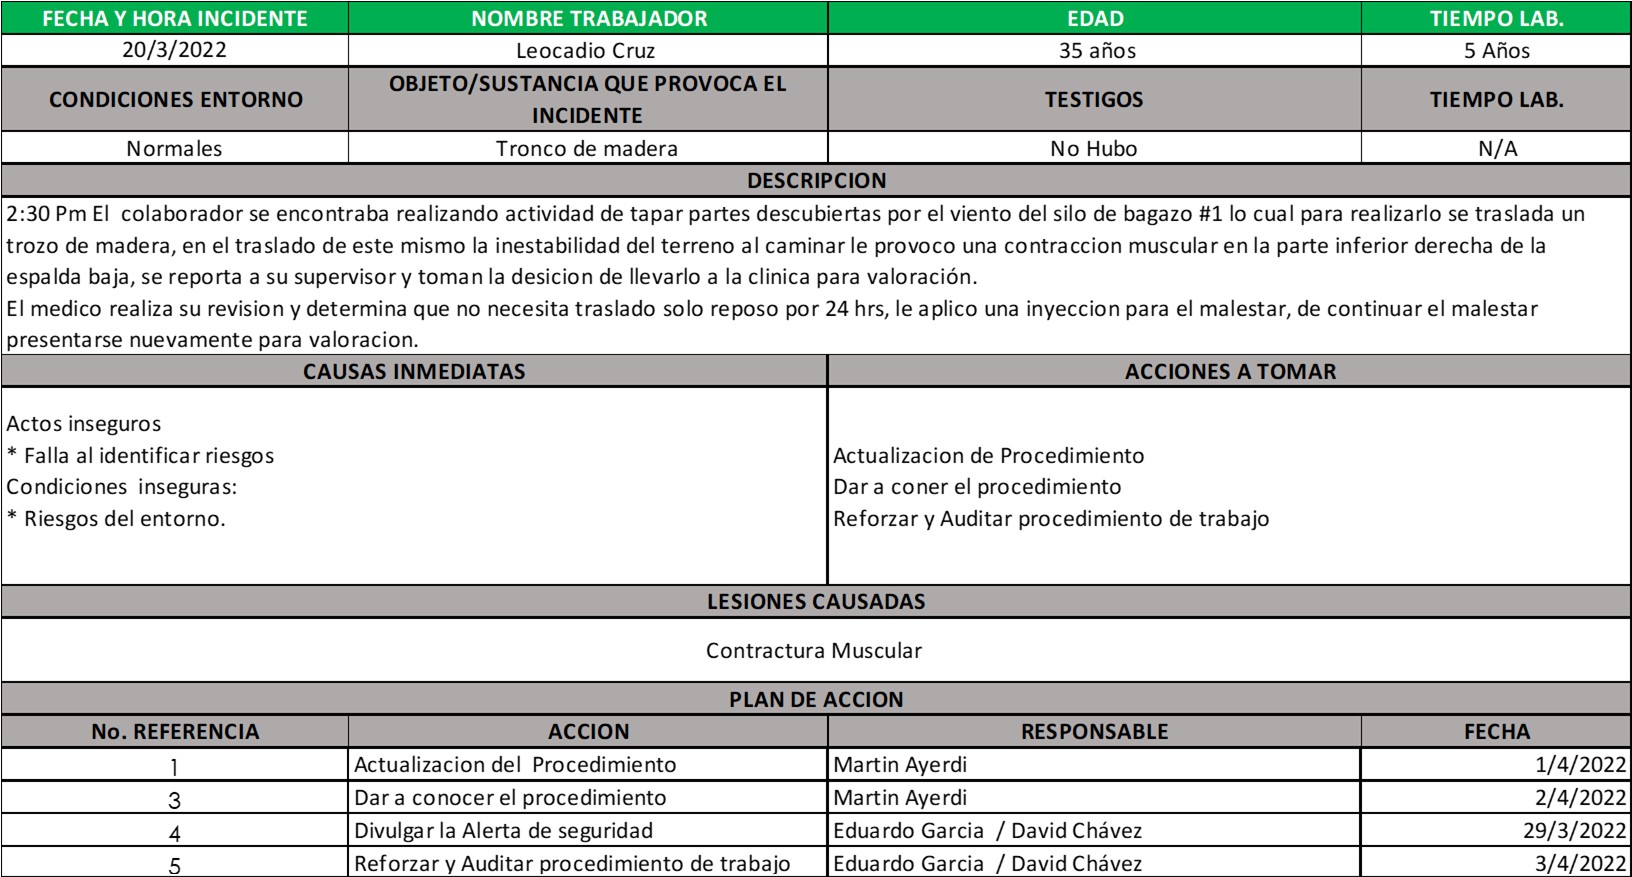 FECHA Y HORA INCIDENTE NOMBRE TRABAJADOR EDAD TIEMPO LAB.
20/3/2022 Leocadio Cruz 35 años 5 Años
CONDICIONES ENTORNO OBJETO/SUSTANCIA QUE PROVOCA EL INCIDENTE TESTIGOS TIEMPO LAB.
Normales Tronco de madera No Hubo N/A
DESCRIPCION
2:30 Pm El colaborador se encontraba realizando actividad de tapar partes descubiertas por el viento del silo de bagazo #1 lo cual para realizarlo se traslada un
trozo de madera, en el traslado de este mismo la inestabilidad del terreno al caminar le provoco una contraccion muscular en la parte inferior derecha de la
espalda baja, se reporta a su supervisor y toman la desicion de llevarlo a la clinica para valoración.
El medico realiza su revision y determina que no necesita traslado solo reposo por 24 hrs, le aplico una inyeccion para el malestar, de continuar el malestar
presentarse nuevamente para valoracion.
CAUSAS INMEDIATAS ACCIONES A TOMAR
Actos inseguros
* Falla al identificar riesgos
Condiciones inseguras:
* Riesgos del entorno.
Actualizacion de Procedimiento
Dar a coner el procedimiento
Reforzar y Auditar procedimiento de trabajo
LESIONES CAUSADAS
Contractura Muscular
PLAN DE ACCION
No. REFERENCIA ACCION RESPONSABLE FECHA
1 Actualizacion del Procedimiento Martin Ayerdi 1/4/2022
3 Dar a conocer el procedimiento Martin Ayerdi 2/4/2022
4 Divulgar la Alerta de seguridad Eduardo Garcia / David Chávez 29/3/2022
5 Reforzar y Auditar procedimiento de trabajo Eduardo Garcia / David Chávez 3/4/2022